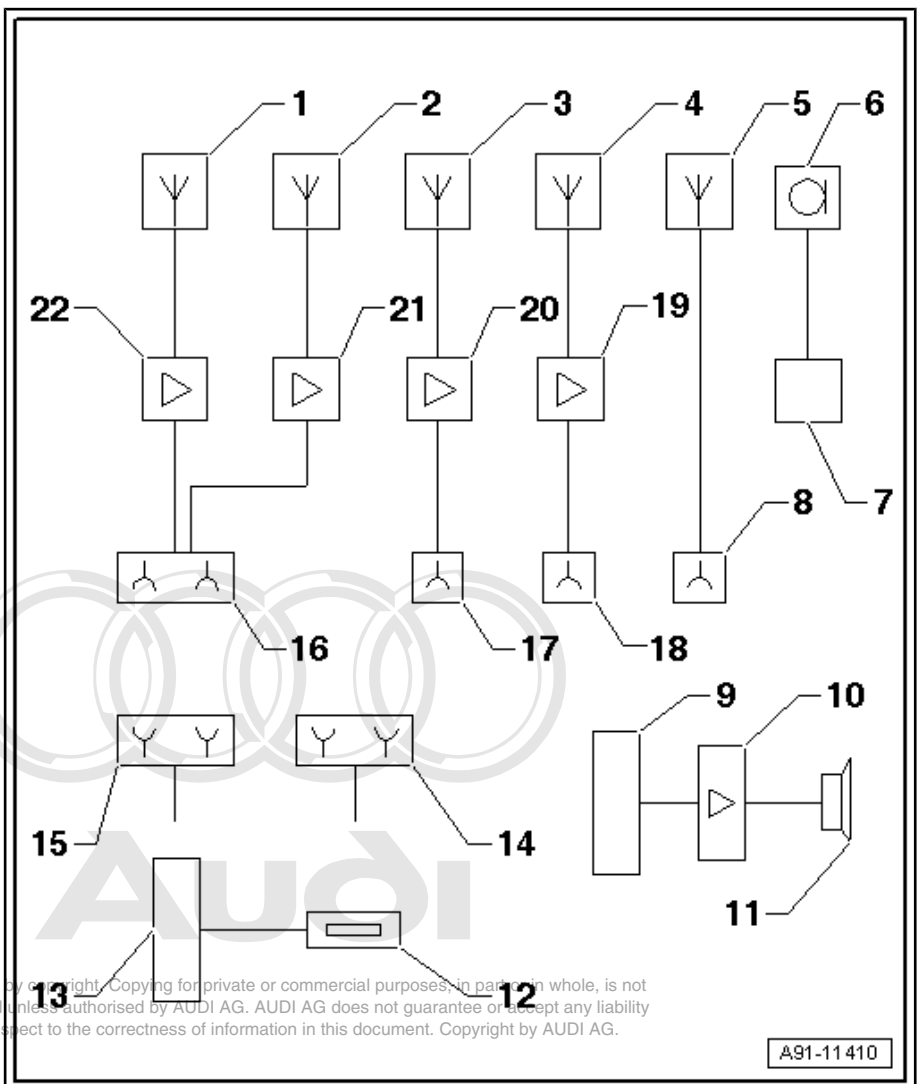 1 2 3 4 5 6
22 21 20 19
8 7
16 17 18
9 10
15 14
11
Audi
by copyright. Copying for private or commercial purposes, in part or in whole, is not
13 12
unless authorised by AUDI AG. AUDI AG does not guarantee or accept any liability
spect to the correctness of information in this document. Copyright by AUDI AG.
A91-11410